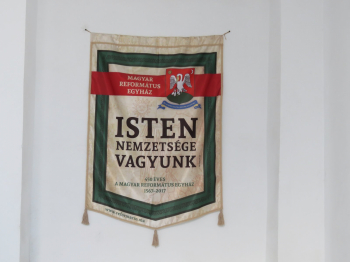 MAGYAR
REFORMÁTUS
EGYHÁZ
ISTEN
NEMZETSÉGE
VAGYUNK
450 ÉVES
A MAGYAR REFORMÁTUS EGYHÁZ
1567-2017